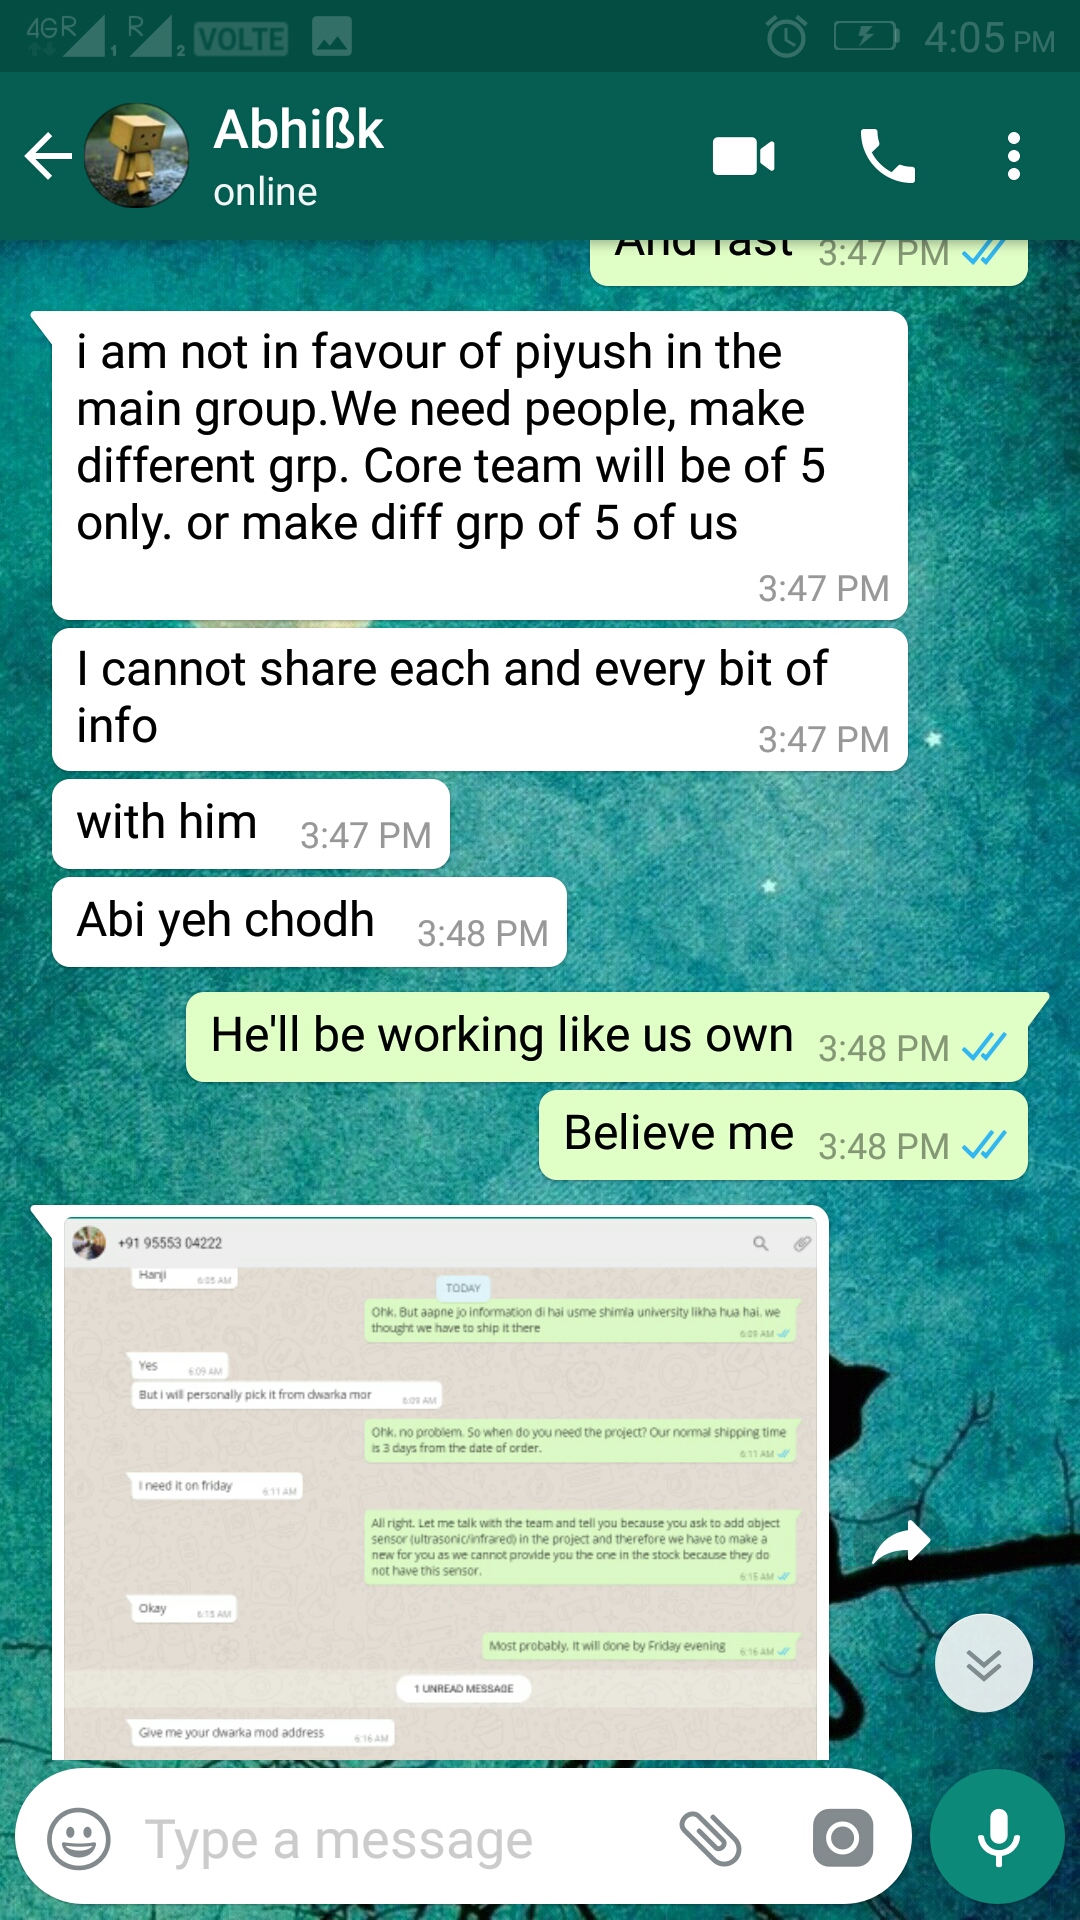 4G R R VOLTE 4:05 PM
1 2
Abhißk
online
And fast 3:47 PM
i am not in favour of piyush in the
main group.We need people, make
different grp. Core team will be of 5
only. or make diff grp of 5 of us
3:47 PM
I cannot share each and every bit of
info 3:47 PM
with him 3:47 PM
Abi yeh chodh 3:48 PM
He'll be working like us own 3:48 PM
Believe me 3:48 PM
+91 95553 04222
Hanji 6:05 AM
TODAY
Ohk. But aapne jo information di hai usme shimla university likha hua hai. we
thought we have to ship it there 6:09 AM
Yes 6:09 AM
But i will personally pick it from dwarka mor 6:09 AM
Ohk. no problem. So when do you need the project? Our normal shipping time
is 3 days from the date of order. 6:11 AM
I need it on friday 6:11 AM
All right. Let me talk with the team and tell you because you ask to add object
sensor (ultrasonic/infrared) in the project and therefore we have to make a
new for you as we cannot provide you the one in the stock because they do
not have this sensor. 6:15 AM
Okay 6:15 AM
Most probably. It will done by Friday evening 6:16 AM
1 UNREAD MESSAGE
Give me your dwarka mod address 6:16 AM
Type a message